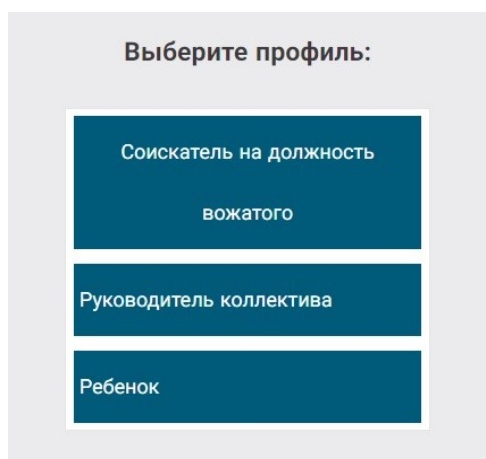 Выберите профиль:
Соискатель на должность
вожатого
Руководитель коллектива
Ребенок